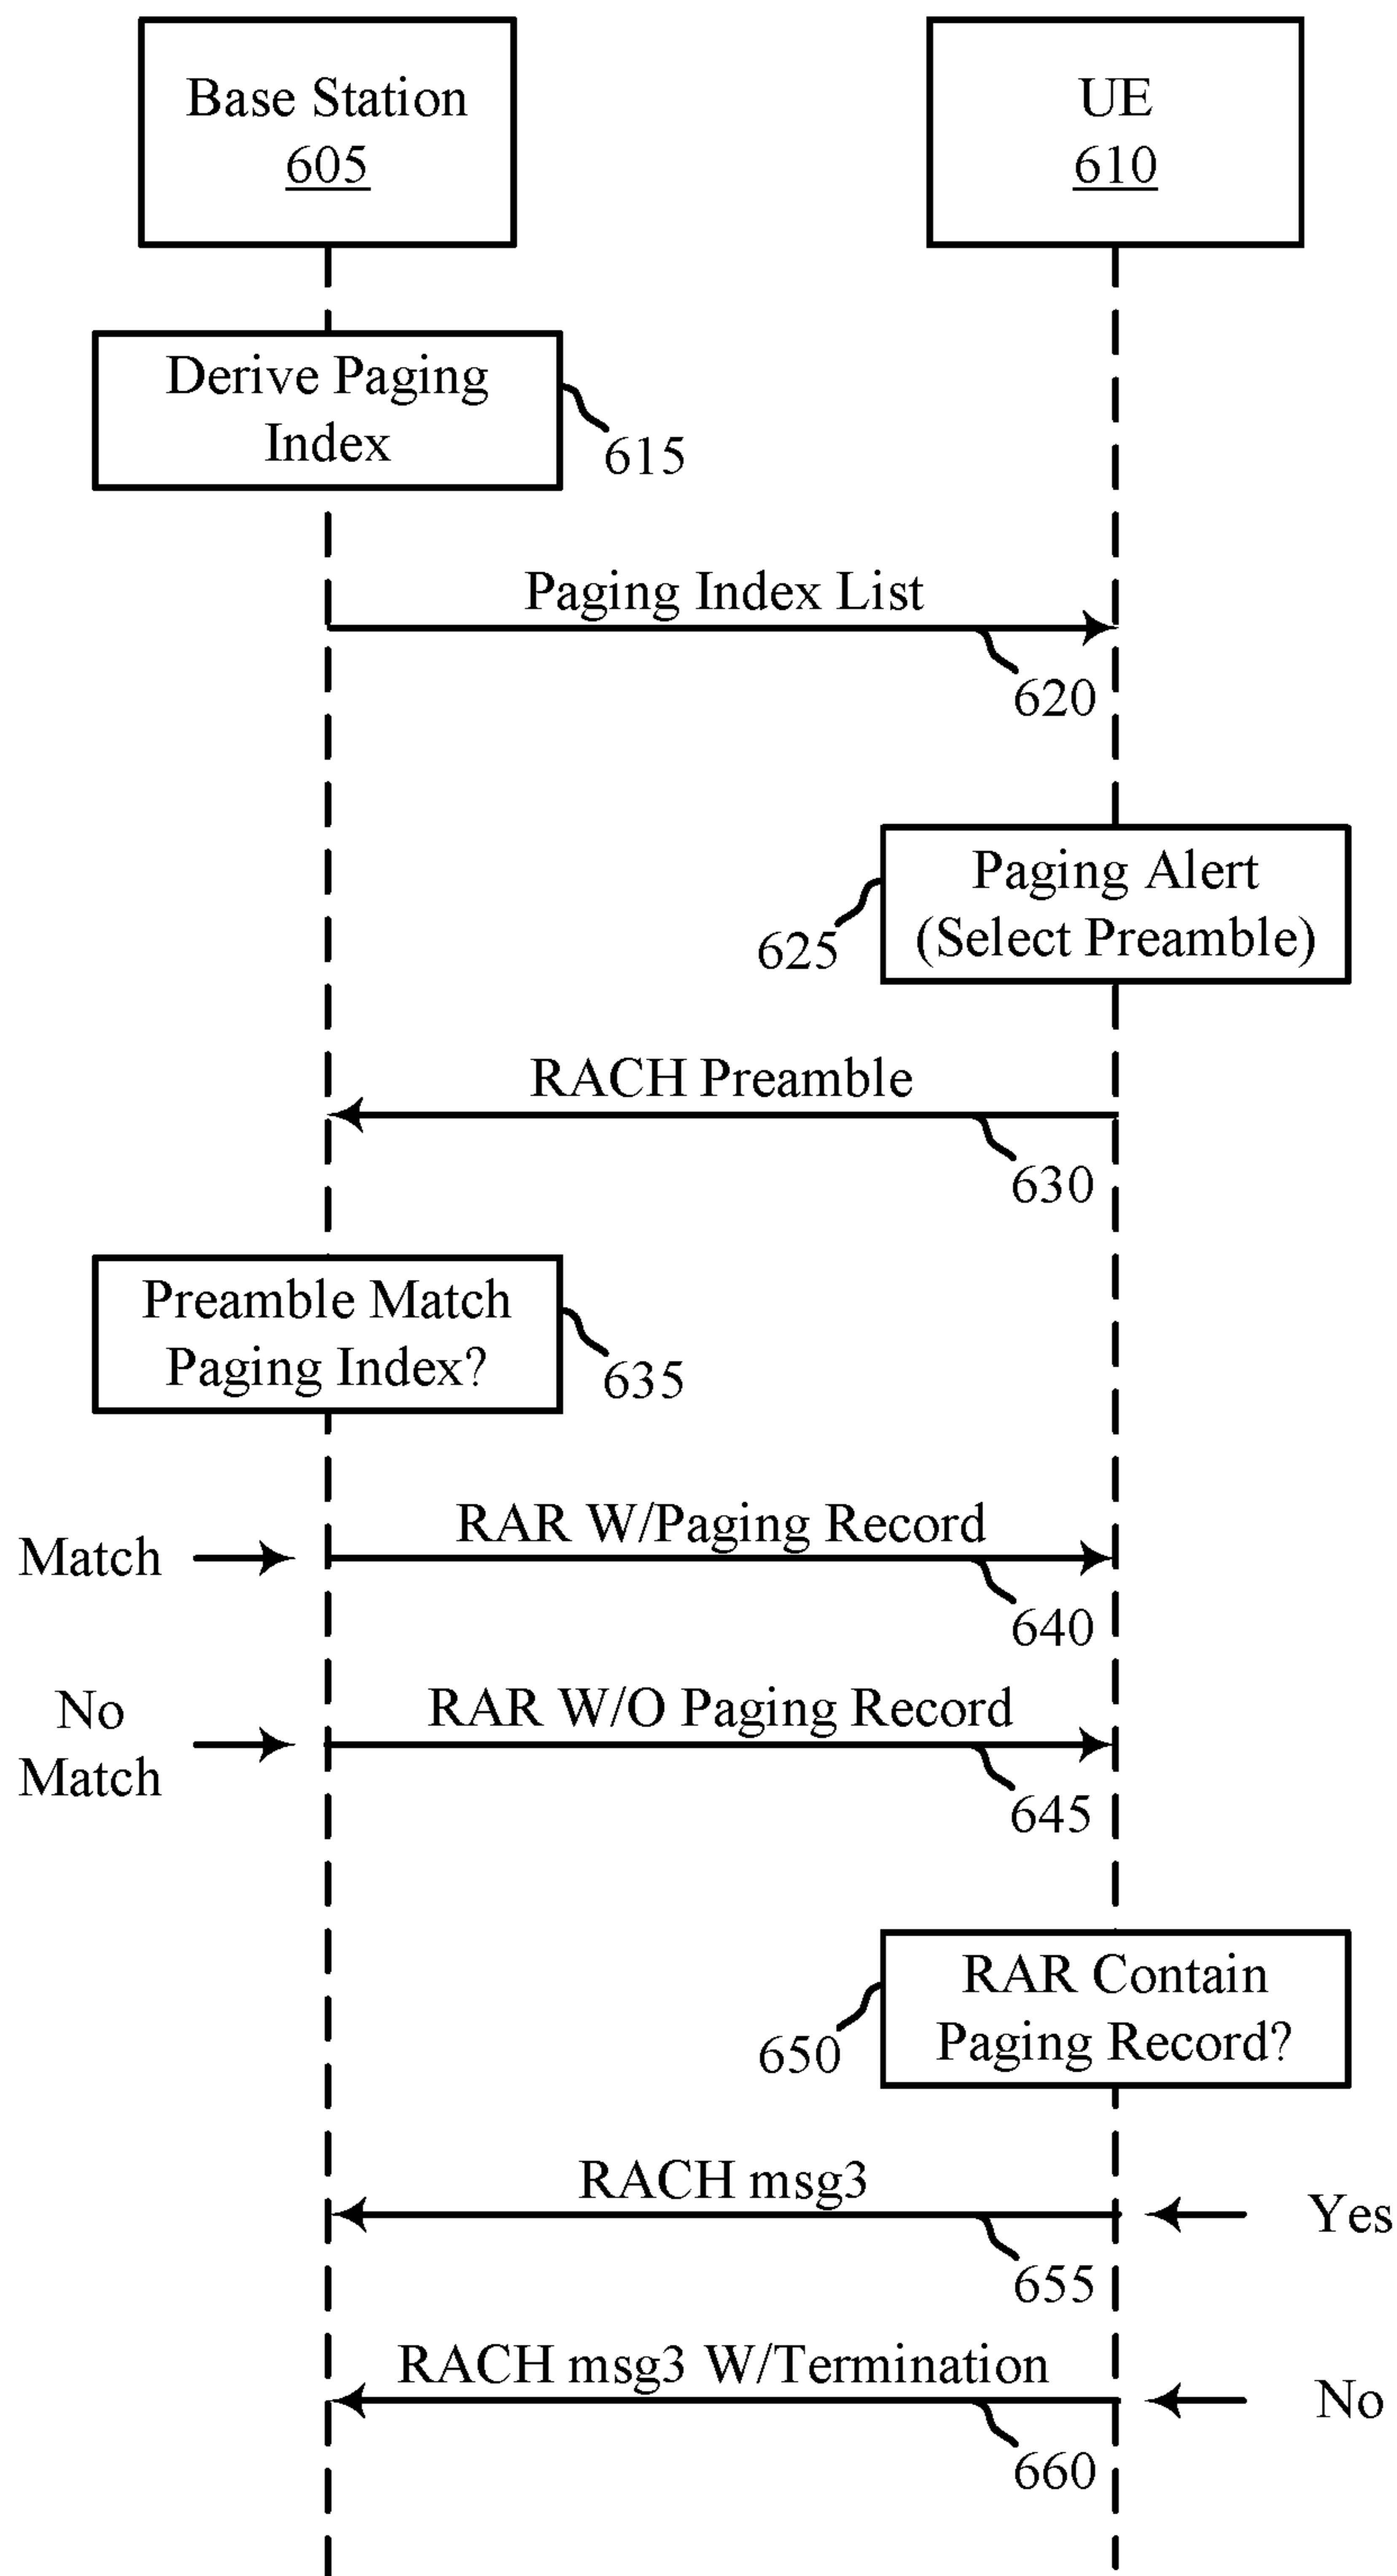 Base Station
605
UE
610
Derive Paging
Index
615
Paging Index List
620
Paging Alert
(Select Preamble)
625
RACH Preamble
630
Preamble Match
Paging Index?
635
Match
RAR W/Paging Record
640
No
Match
RAR W/O Paging Record
645
RAR Contain
Paging Record?
650
RACH msg3
Yes
655
RACH msg3 W/Termination
No
660